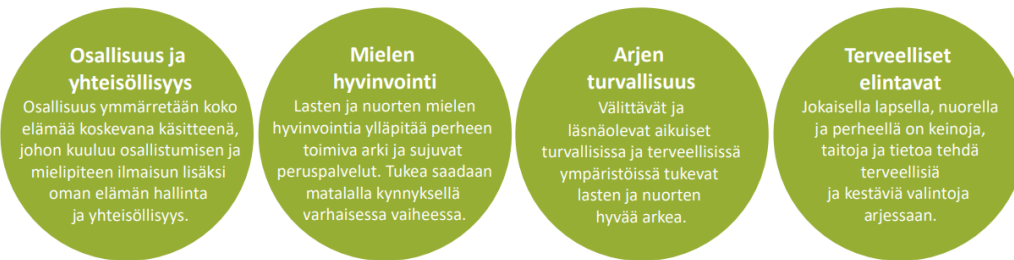 Osallisuus ja
yhteisöllisyys
Osallisuus ymmärretään koko
elämää koskevana käsitteenä,
johon kuuluu osallistumisen ja
mielipiteen ilmaisun lisäksi
oman elämän hallinta
ja yhteisöllisyys.
Mielen
hyvinvointi
Lasten ja nuorten mielen
hyvinvointia ylläpitää perheen
toimiva arki ja sujuvat
peruspalvelut. Tukea saadaan
matalalla kynnyksellä
varhaisessa vaiheessa.
Arjen
turvallisuus
Välittävät ja
läsnäolevat aikuiset
turvallisissa ja terveellisissä
ympäristöissä tukevat
lasten ja nuorten
hyvää arkea.
Terveelliset
elintavat
Jokaisella lapsella, nuorella
ja perheellä on keinoja,
taitoja ja tietoa tehdä
terveellisiä
ja kestäviä valintoja
arjessaan.